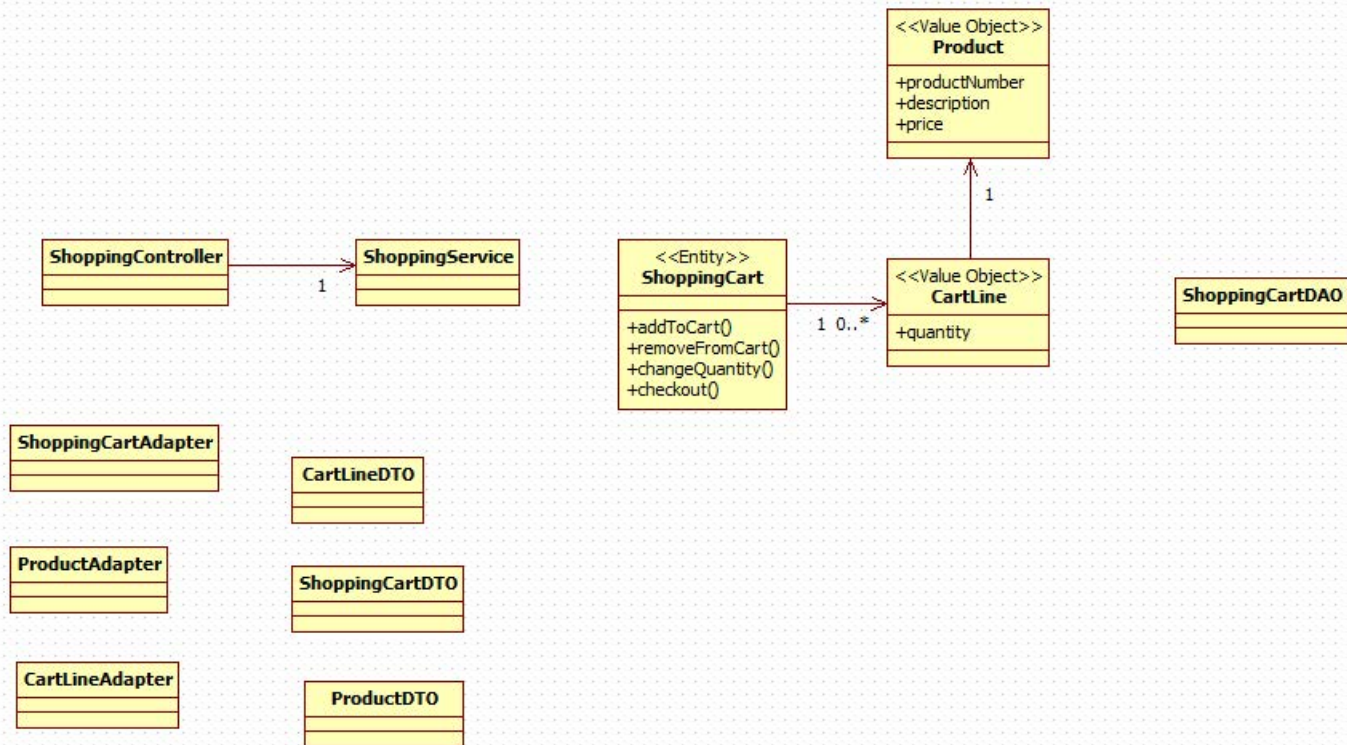 <<Value Object>>
Product
+productNumber
+description
+price
1
ShoppingController
1
ShoppingService
<<Entity>>
ShoppingCart
+addToCart()
+removeFromCart()
+changeQuantity()
+checkout()
1 0..*
<<Value Object>>
CartLine
+quantity
ShoppingCartDAO
ShoppingCartAdapter
CartLineDTO
ProductAdapter
ShoppingCartDTO
CartLineAdapter
ProductDTO